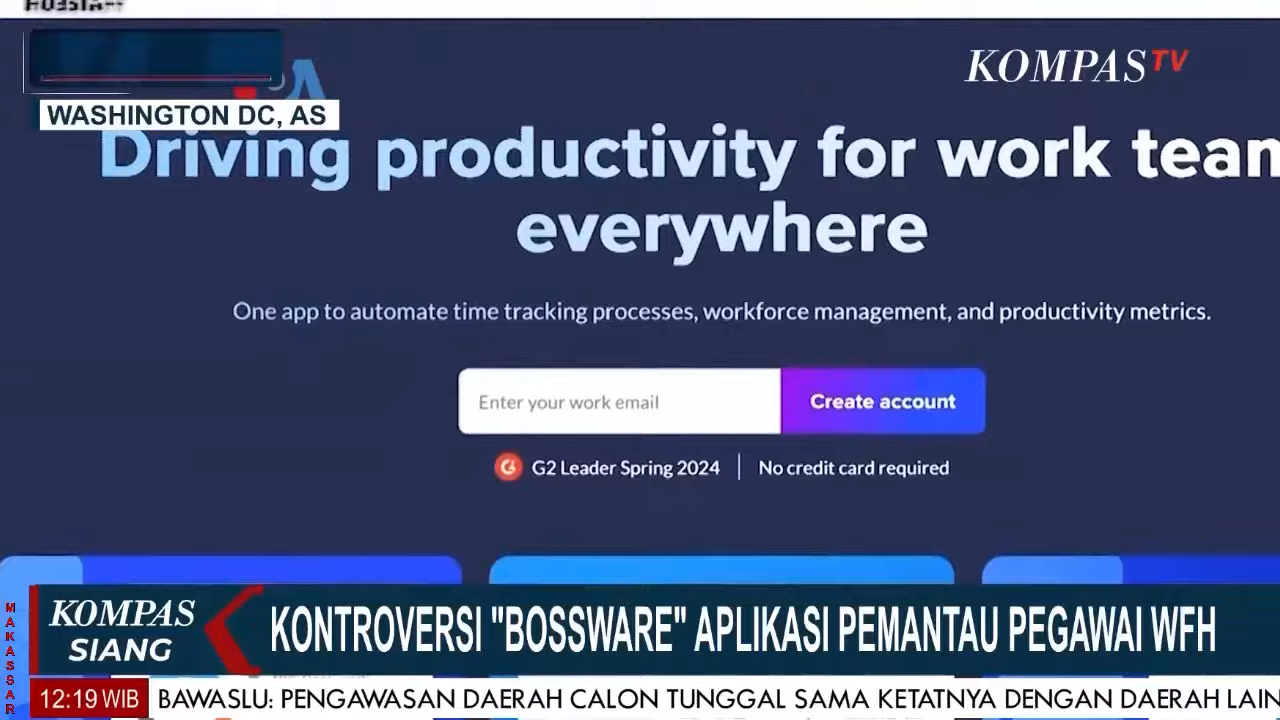 HUBSTAFF
KOMPAS TV
WASHINGTON DC, AS
Driving productivity for work team
everywhere
One app to automate time tracking processes, workforce management, and productivity metrics.
Enter your work email
Create account
G2 Leader Spring 2024
No credit card required
KOMPAS
SIANG
KONTROVERSI "BOSSWARE" APLIKASI PEMANTAU PEGAWAI WFH
MAKASSAR
12:19 WIB
BAWASLU: PENGAWASAN DAERAH CALON TUNGGAL SAMA KETATNYA DENGAN DAERAH LAIN